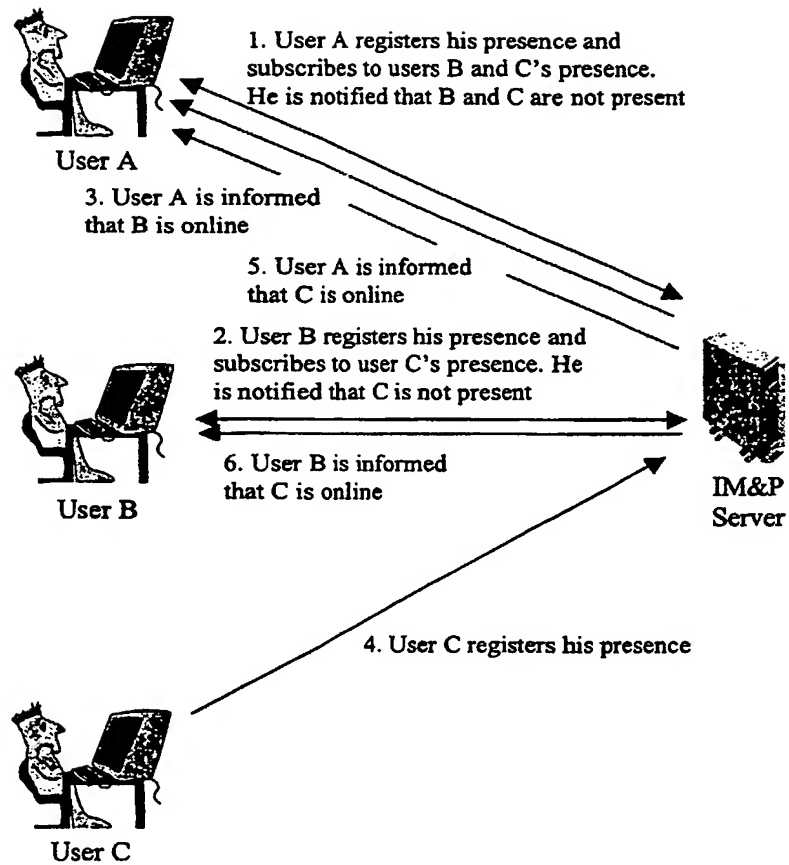 1. User A registers his presence and
subscribes to users B and C's presence.
He is notified that B and C are not present
User A
3. User A is informed
that B is online
5. User A is informed
that C is online
2. User B registers his presence and
subscribes to user C's presence. He
is notified that C is not present
6. User B is informed
that C is online
User B
IM&P
Server
4. User C registers his presence
User C